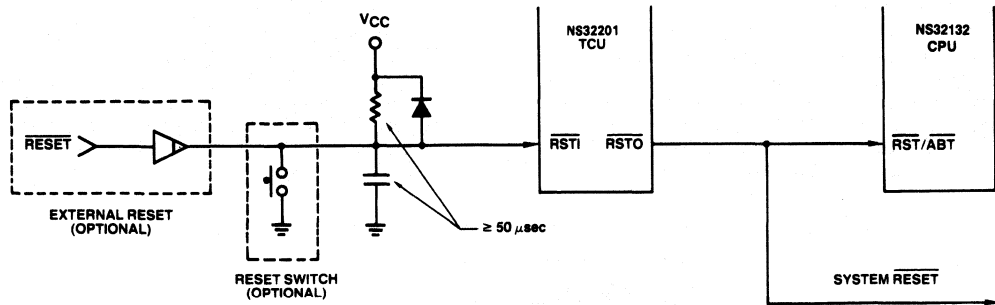 VCC
NS32201
TCU
NS32132
CPU
RESET
RSTI
RSTO
RST/ABT
EXTERNAL RESET
(OPTIONAL)
≥ 50 μsec
RESET SWITCH
(OPTIONAL)
SYSTEM RESET